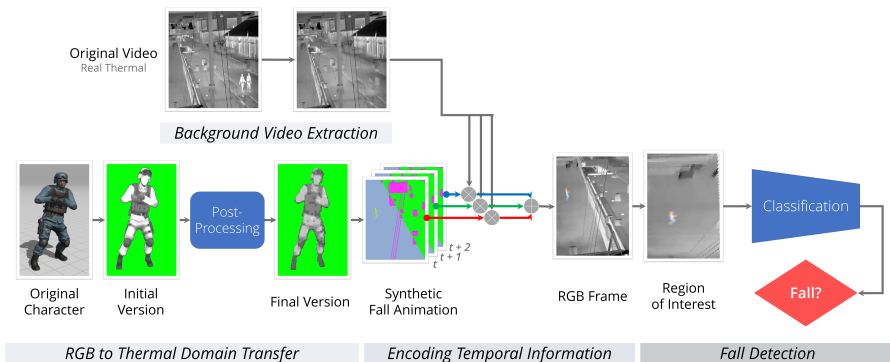 Original Video
Real Thermal
Background Video Extraction
Post-
Processing
Classification
t + 2
t + 1
t
Original
Character
Initial
Version
Final Version
Synthetic
Fall Animation
RGB Frame
Region
of Interest
Fall?
RGB to Thermal Domain Transfer
Encoding Temporal Information
Fall Detection